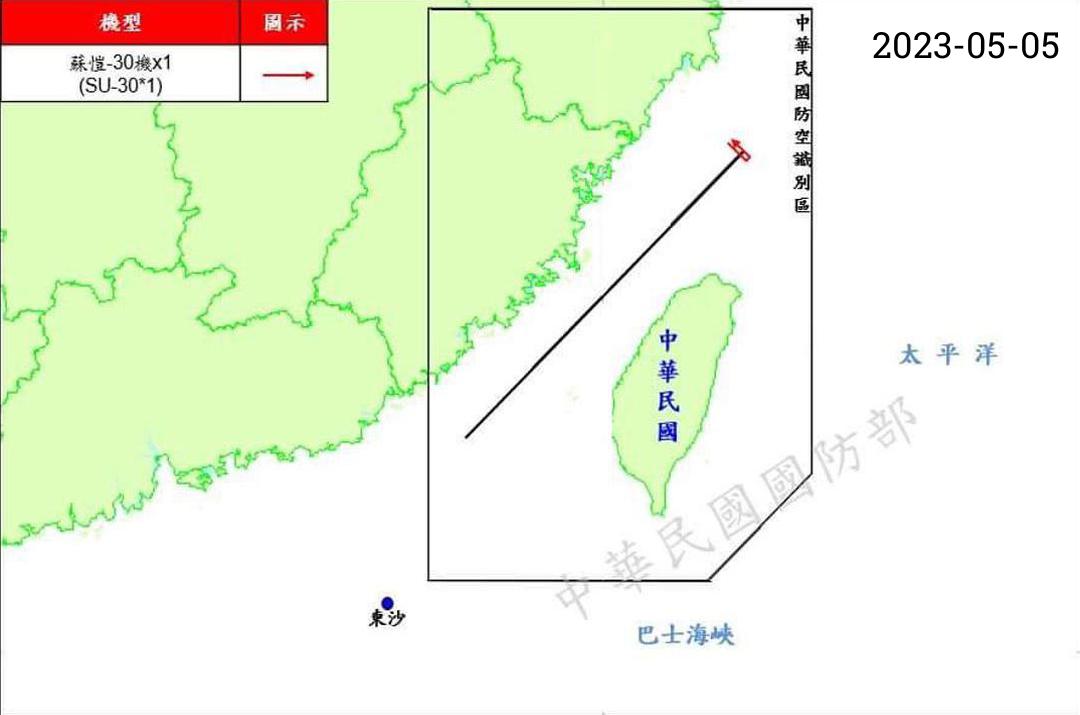 機型
圖示
蘇愷-30機x1
(SU-30*1)
2023-05-05
中華民國防空識別區
中華民國
太平洋
中華民國國防部
東沙
巴士海峽